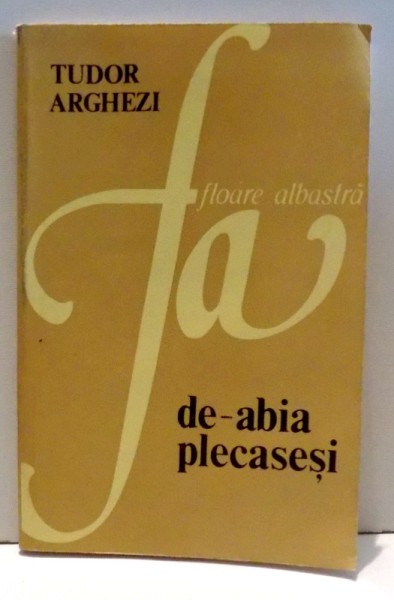 TUDOR
ARGHEZI
floare albastră
fa
de-abia
plecaseși